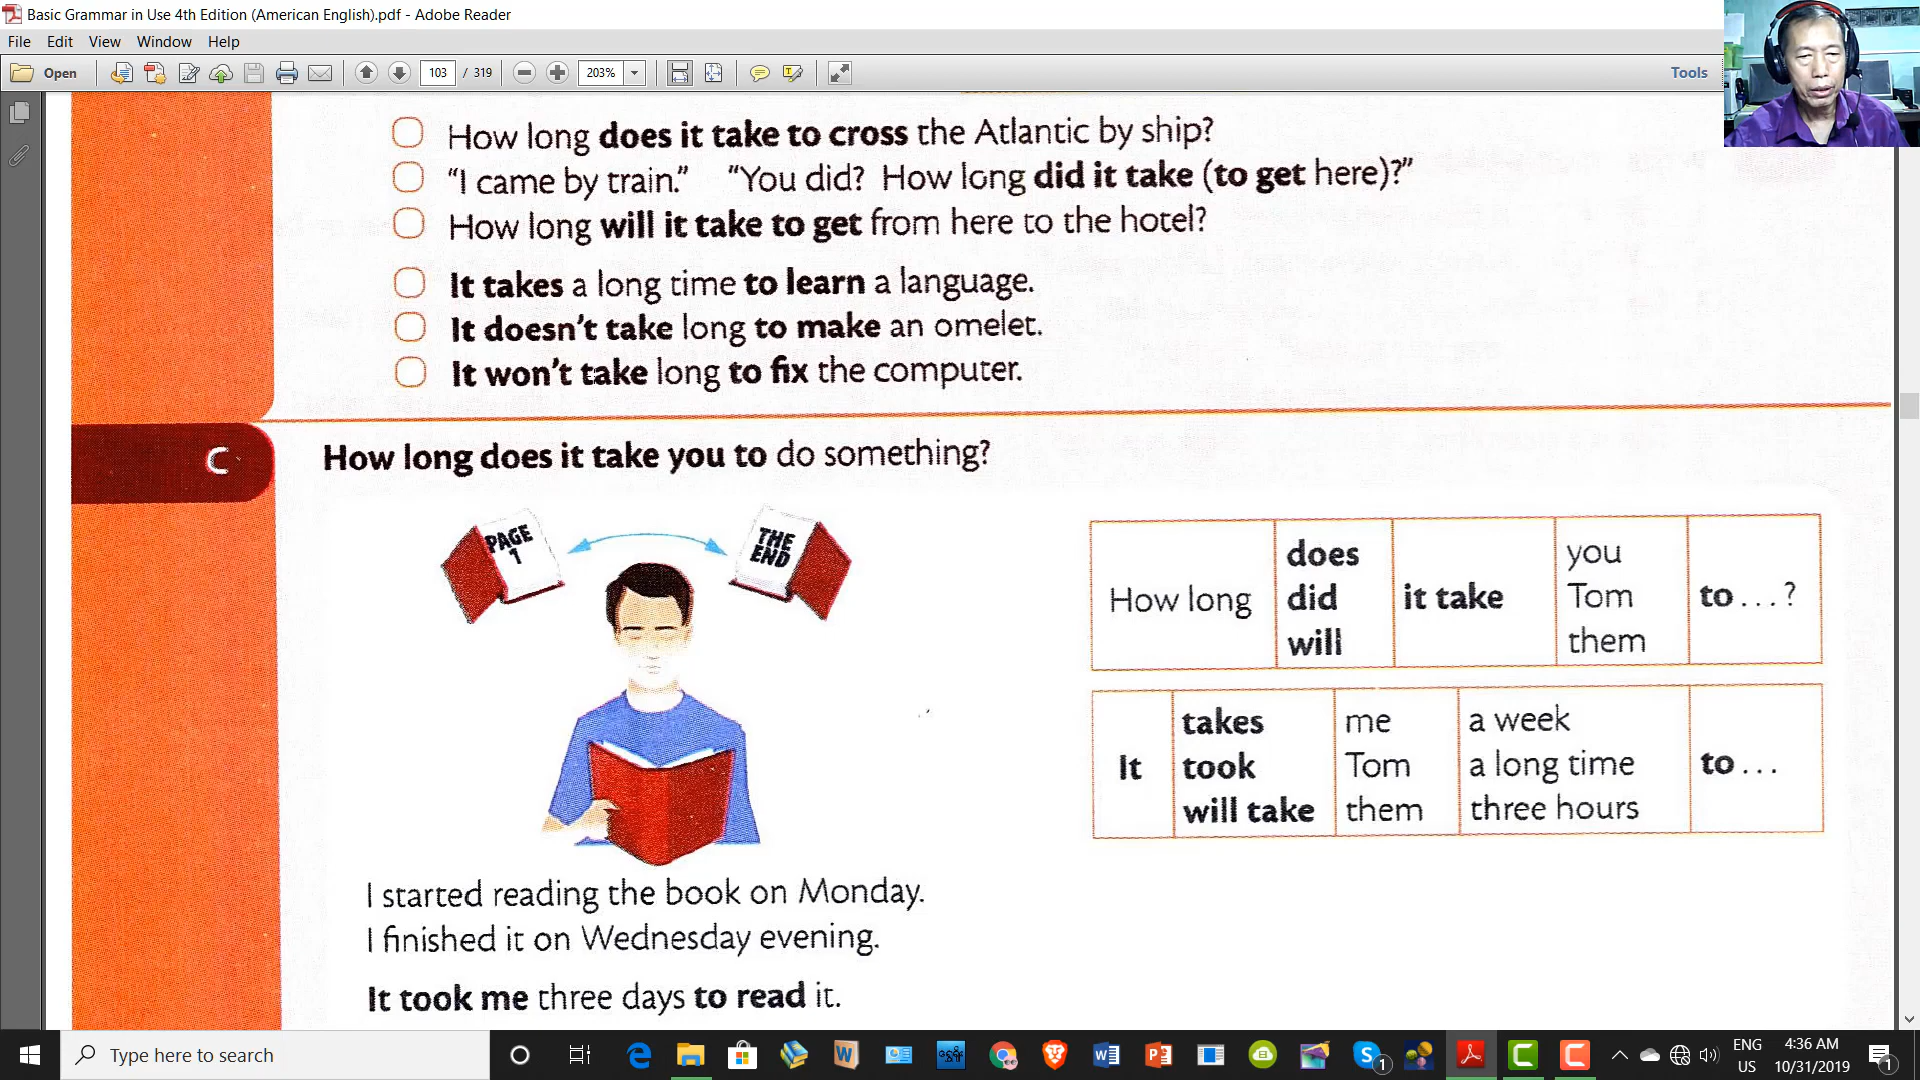 Basic Grammar in Use 4th Edition (American English).pdf - Adobe Reader
File Edit View Window Help
Open 103 / 319 203% Tools
How long does it take to cross the Atlantic by ship?
"I came by train." "You did? How long did it take (to get here)?"
How long will it take to get from here to the hotel?
It takes a long time to learn a language.
It doesn't take long to make an omelet.
It won't take long to fix the computer.
C
How long does it take you to do something?
PAGE
1
THE
END
How long does did will it take you Tom them to . . . ?
It takes took will take me Tom them a week a long time three hours to . . .
I started reading the book on Monday.
I finished it on Wednesday evening.
It took me three days to read it.
Type here to search
ENG
US
4:36 AM
10/31/2019
1
1